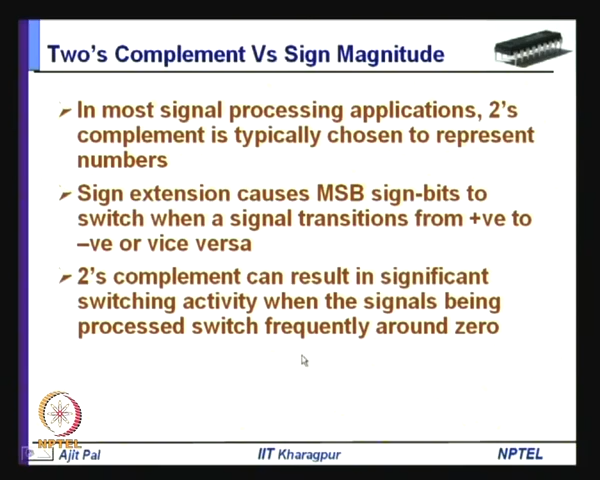 Two's Complement Vs Sign Magnitude
In most signal processing applications, 2's
complement is typically chosen to represent
numbers
Sign extension causes MSB sign-bits to
switch when a signal transitions from +ve to
–ve or vice versa
2's complement can result in significant
switching activity when the signals being
processed switch frequently around zero
NPTEL
Ajit Pal
IIT Kharagpur
NPTEL